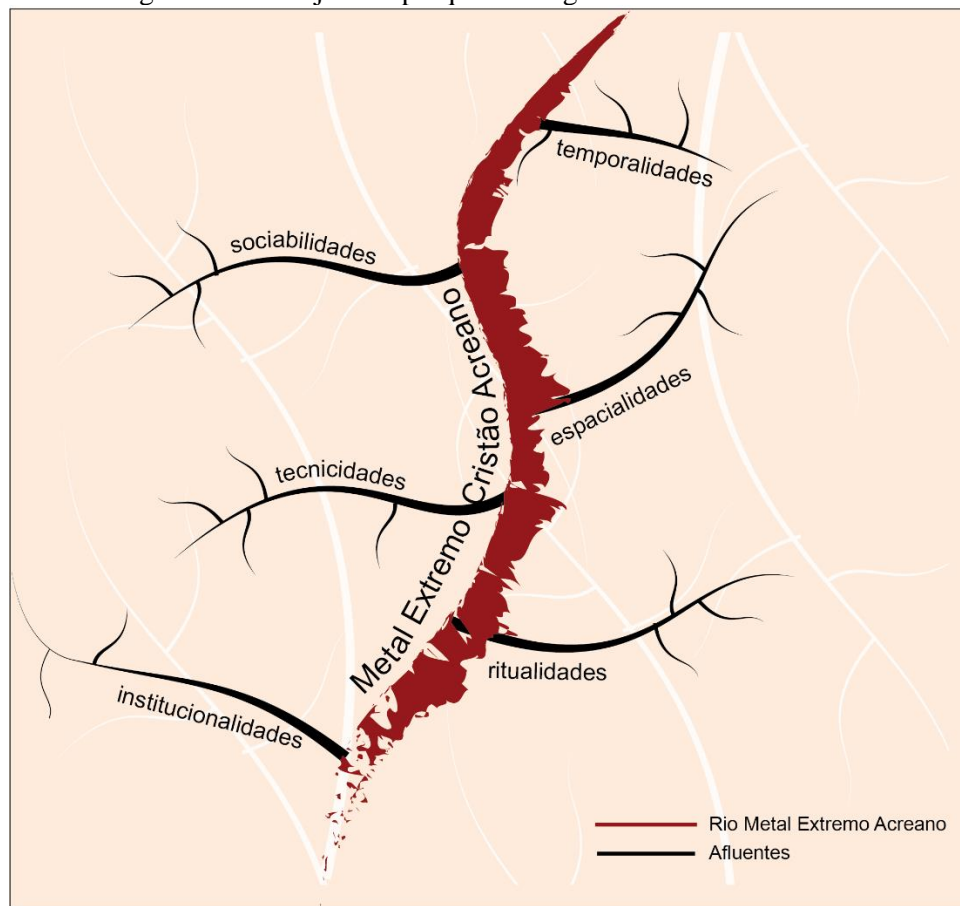 temporalidades
sociabilidades
espacialidades
Metal Extremo Cristão Acreano
tecnicidades
ritualidades
institucionalidades
Rio Metal Extremo Acreano
Afluentes